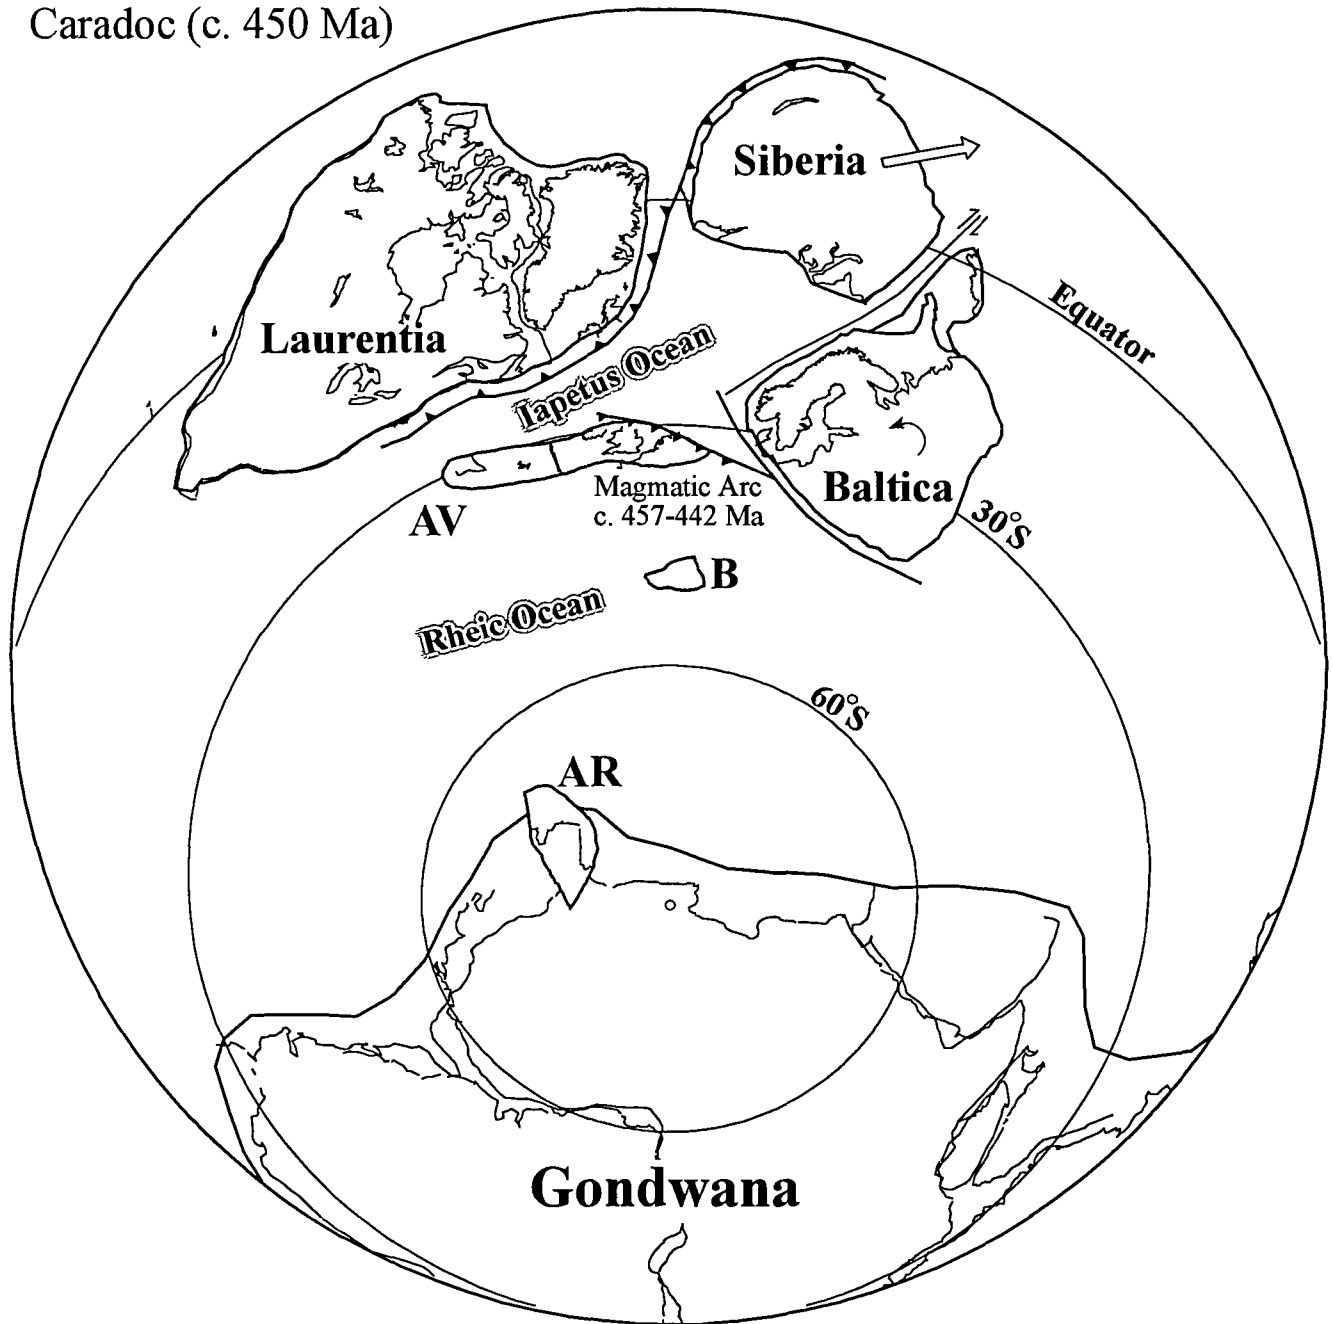 Caradoc (c. 450 Ma)
Siberia
Equator
Laurentia
Iapetus Ocean
Magmatic Arc
c. 457-442 Ma
Baltica
AV
30°S
B
Rheic Ocean
60°S
AR
Gondwana